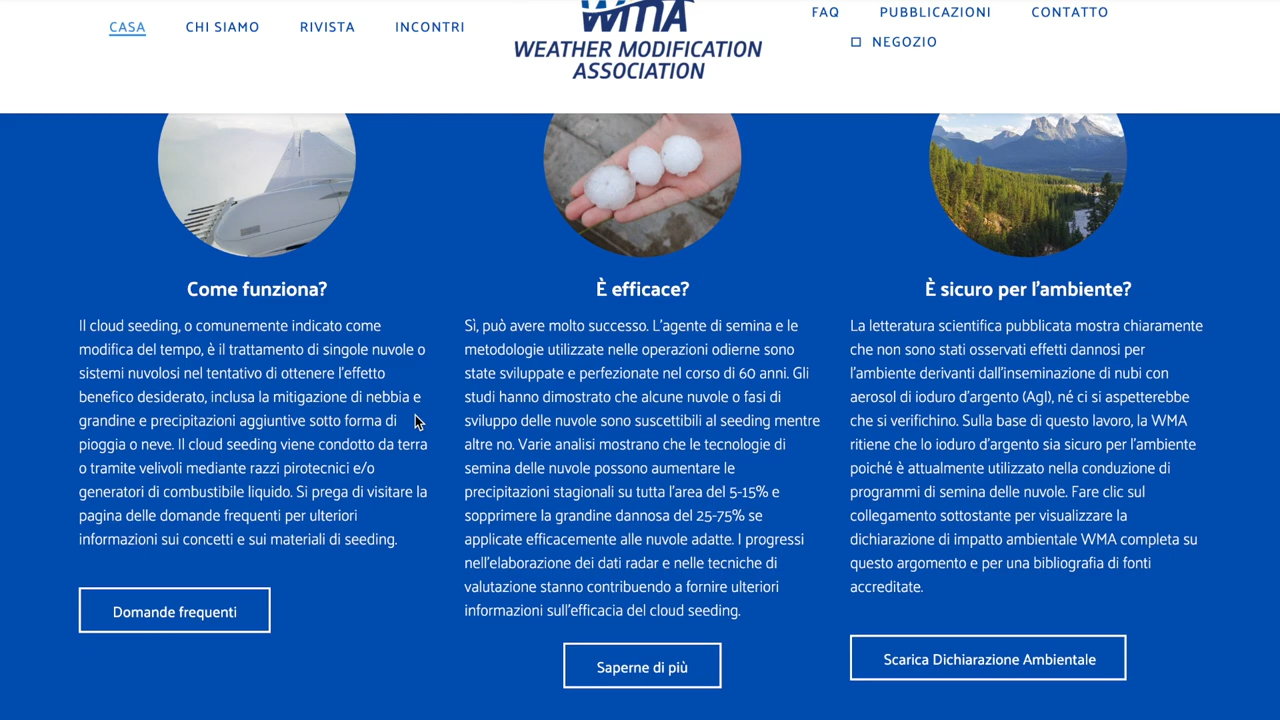 CASA
CHI SIAMO
RIVISTA
INCONTRI
WMA
WEATHER MODIFICATION
ASSOCIATION
FAQ
PUBBLICAZIONI
CONTATTO
NEGOZIO
Come funziona?
Il cloud seeding, o comunemente indicato come
modifica del tempo, è il trattamento di singole nuvole o
sistemi nuvolosi nel tentativo di ottenere l'effetto
benefico desiderato, inclusa la mitigazione di nebbia e
grandine e precipitazioni aggiuntive sotto forma di
pioggia o neve. Il cloud seeding viene condotto da terra
o tramite velivoli mediante razzi pirotecnici e/o
generatori di combustibile liquido. Si prega di visitare la
pagina delle domande frequenti per ulteriori
informazioni sui concetti e sui materiali di seeding.
Domande frequenti
È efficace?
Sì, può avere molto successo. L'agente di semina e le
metodologie utilizzate nelle operazioni odierne sono
state sviluppate e perfezionate nel corso di 60 anni. Gli
studi hanno dimostrato che alcune nuvole o fasi di
sviluppo delle nuvole sono suscettibili al seeding mentre
altre no. Varie analisi mostrano che le tecnologie di
semina delle nuvole possono aumentare le
precipitazioni stagionali su tutta l'area del 5-15% e
sopprimere la grandine dannosa del 25-75% se
applicate efficacemente alle nuvole adatte. I progressi
nell'elaborazione dei dati radar e nelle tecniche di
valutazione stanno contribuendo a fornire ulteriori
informazioni sull'efficacia del cloud seeding.
Saperne di più
È sicuro per l'ambiente?
La letteratura scientifica pubblicata mostra chiaramente
che non sono stati osservati effetti dannosi per
l'ambiente derivanti dall'inseminazione di nubi con
aerosol di ioduro d'argento (AgI), né ci si aspetterebbe
che si verifichino. Sulla base di questo lavoro, la WMA
ritiene che lo ioduro d'argento sia sicuro per l'ambiente
poiché è attualmente utilizzato nella conduzione di
programmi di semina delle nuvole. Fare clic sul
collegamento sottostante per visualizzare la
dichiarazione di impatto ambientale WMA completa su
questo argomento e per una bibliografia di fonti
accreditate.
Scarica Dichiarazione Ambientale